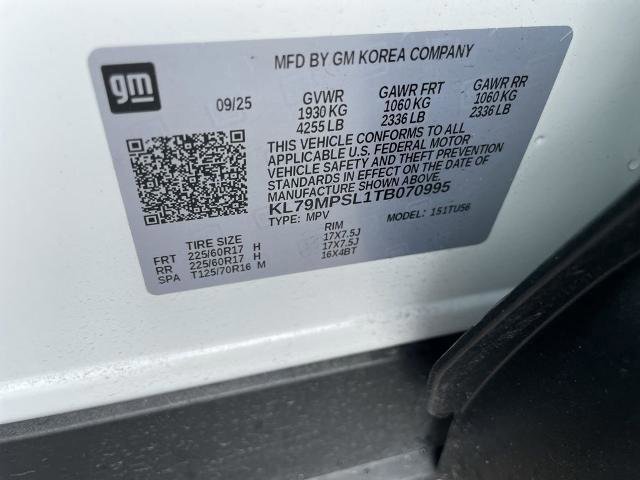 gm
MFD BY GM KOREA COMPANY
09/25 GVWR GAWR FRT GAWR RR
1930 KG 1060 KG 1060 KG
4255 LB 2336 LB 2336 LB
THIS VEHICLE CONFORMS TO ALL
APPLICABLE U.S. FEDERAL MOTOR
VEHICLE SAFETY AND THEFT PREVENTION
STANDARDS IN EFFECT ON THE DATE OF
MANUFACTURE SHOWN ABOVE.
KL79MPSL1TB070995
TYPE: MPV MODEL: 151TU56
TIRE SIZE RIM
FRT 225/60R17 H 17X7.5J
RR 225/60R17 H 17X7.5J
SPA T125/70R16 M 16X4BT